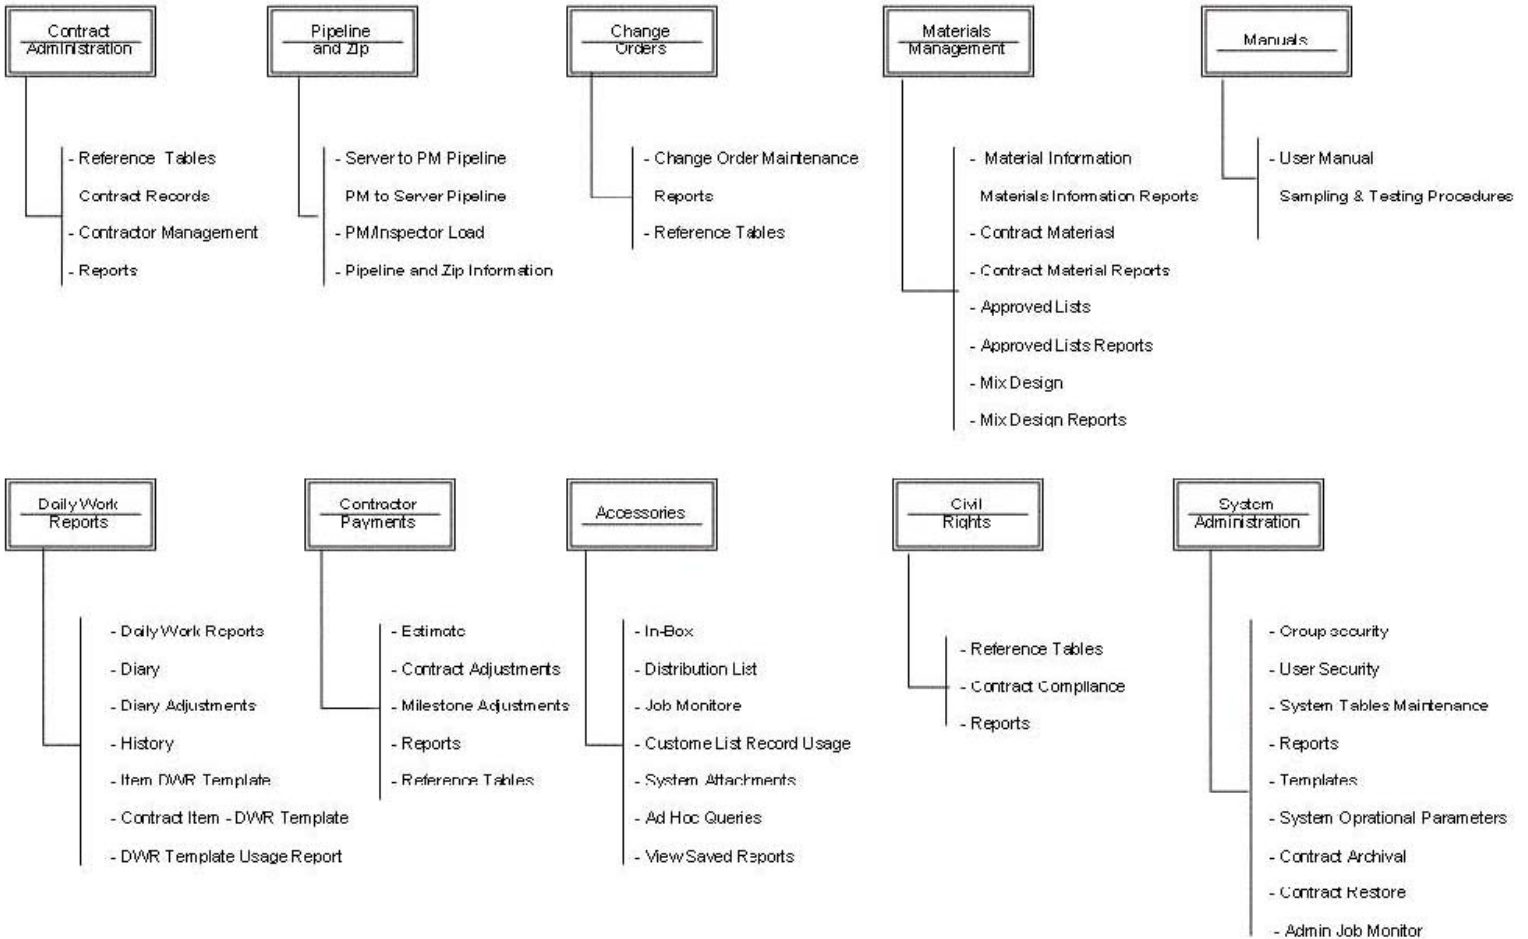 Contract
Administration
- Reference Tables
Contract Records
- Contractor Management
- Reports
Pipeline
and Zip
- Server to PM Pipeline
PM to Server Pipeline
- PM/Inspector Load
- Pipeline and Zip Information
Change
Orders
- Change Order Maintenance
Reports
- Reference Tables
Materials
Management
- Material Information
Materials Information Reports
- Contract Materiasl
- Contract Material Reports
- Approved Lists
- Approved Lists Reports
- Mix Design
- Mix Design Reports
Manuals
- User Manual
Sampling & Testing Procedures
Daily Work
Reports
- Daily Work Reports
- Diary
- Diary Adjustments
- History
- Item DWR Template
- Contract Item - DWR Template
- DWR Template Usage Report
Contractor
Payments
- Estimate
- Contract Adjustments
- Milestone Adjustments
- Reports
- Reference Tables
Accessories
- In-Box
- Distribution List
- Job Monitore
- Custome List Record Usage
- System Attachments
- Ad Hoc Queries
- View Saved Reports
Civil
Rights
- Reference Tables
- Contract Compliance
- Reports
System
Administration
- Group security
- User Security
- System Tables Maintenance
- Reports
- Templates
- System Oprational Parameters
- Contract Archival
- Contract Restore
- Admin Job Monitor